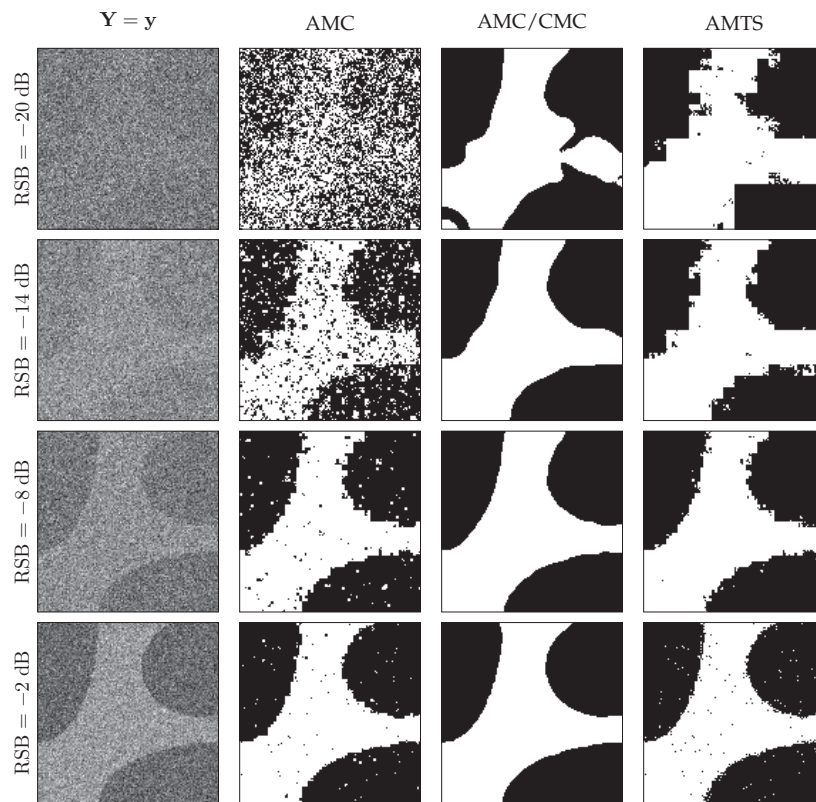 Y = y
AMC
AMC/CMC
AMTS
RSB = −20 dB
RSB = −14 dB
RSB = −8 dB
RSB = −2 dB